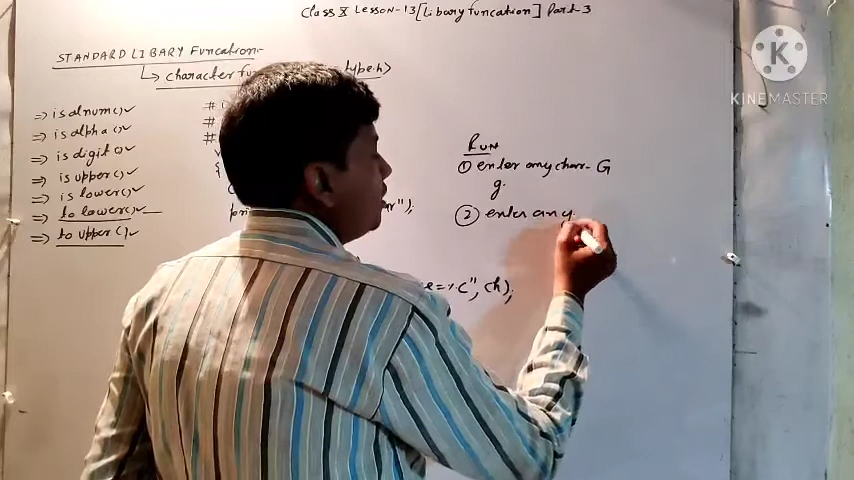 Class X Lesson-13 [Libary Funcation] Part-3
STANDARD LIBARY Funcation-
character
type.h>
=> isalnum() ✓
=> isalpha() ✓
=> isdigit() ✓
=> isupper() ✓
=> islower() ✓
=> tolower() ✓
=> toupper() ✓
#
#
#
{
");
e=%c", ch);
RUN
① enter any char- G
g.
② enter any
K
KINEMASTER